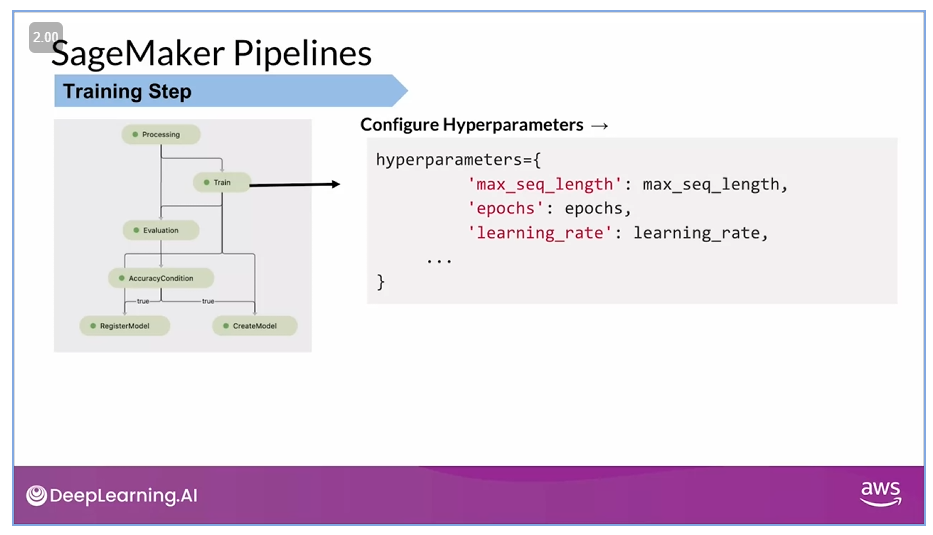 2.00
SageMaker Pipelines
Training Step
Configure Hyperparameters →
Processing
Train
Evaluation
AccuracyCondition
true
true
RegisterModel
CreateModel
hyperparameters={
'max_seq_length': max_seq_length,
'epochs': epochs,
'learning_rate': learning_rate,
...
}
DeepLearning.AI
aws